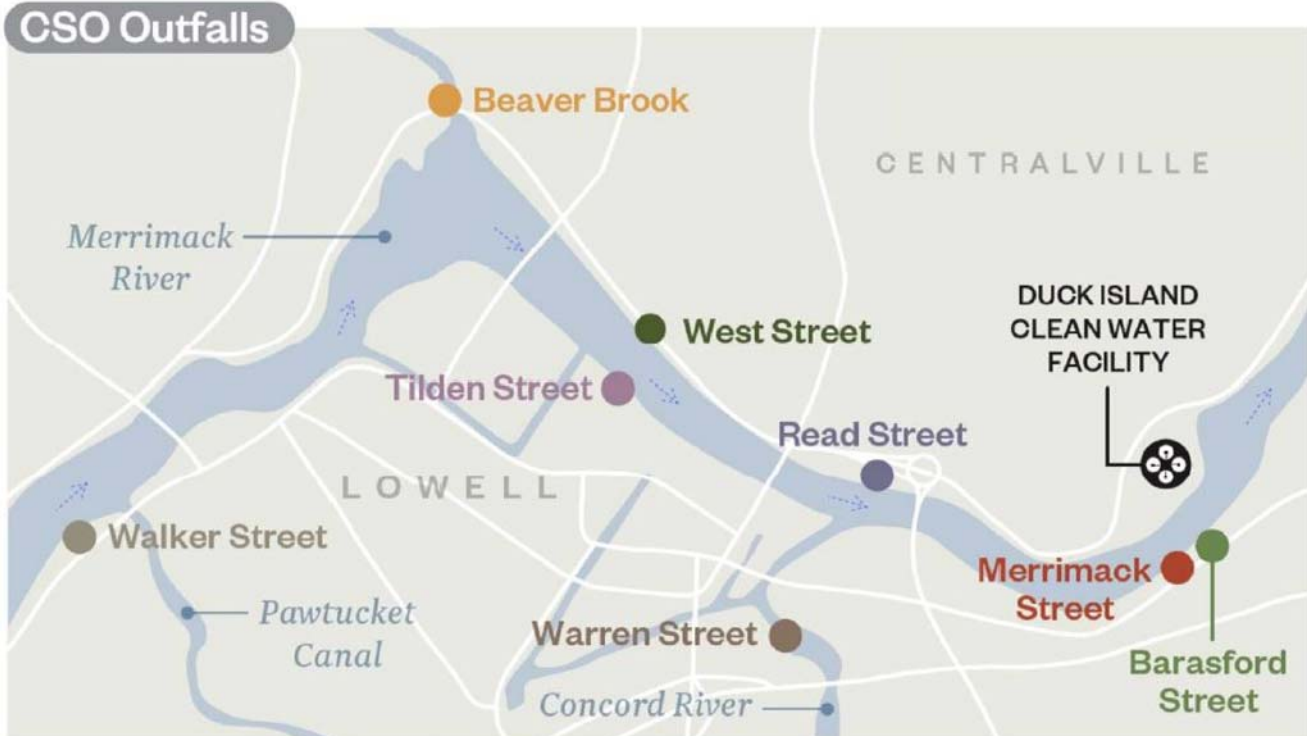 CSO Outfalls
Beaver Brook
CENTRALVILLE
Merrimack
River
DUCK ISLAND
CLEAN WATER
FACILITY
West Street
Tilden Street
Read Street
LOWELL
Walker Street
Merrimack
Street
Pawtucket
Canal
Warren Street
Barasford
Street
Concord River